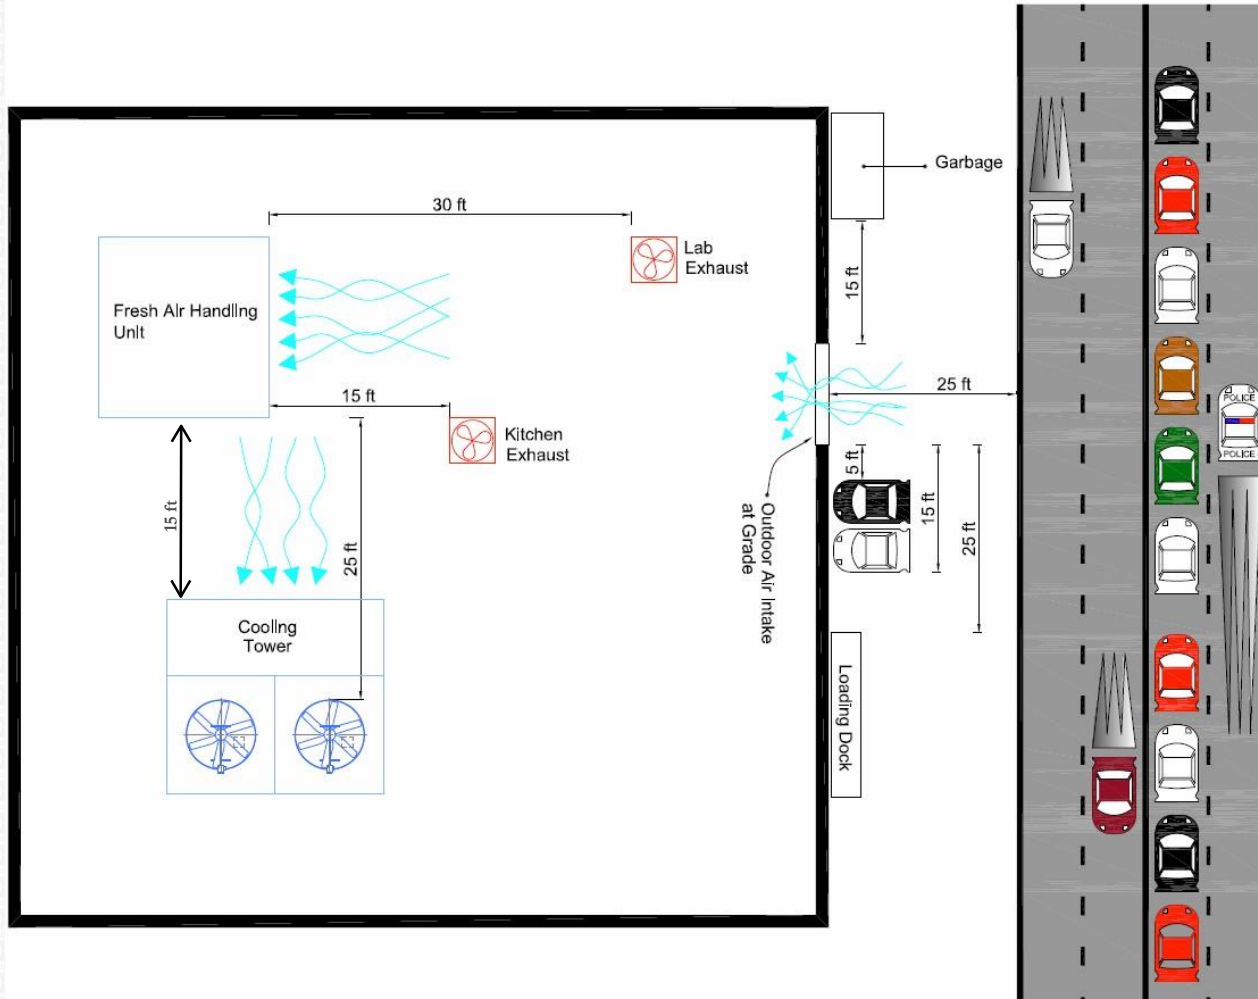 Garbage
30 ft
Lab
Exhaust
15 ft
Fresh Air Handling
Unit
25 ft
15 ft
Kitchen
Exhaust
POLICE
POLICE
5 ft
15 ft
25 ft
15 ft
25 ft
Outdoor Air Intake
at Grade
Cooling
Tower
Loading Dock